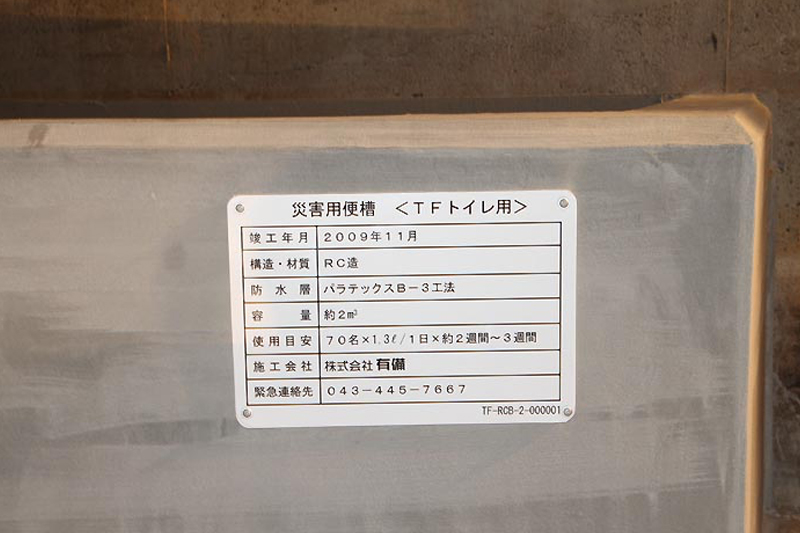 災害用便槽 <TFトイレ用>
竣工年月 2009年11月
構造・材質 RC造
防水層 パラテックスB-3工法
容量 約2m³
使用目安 70名×1.3ℓ/1日×約2週間~3週間
施工会社 株式会社 有備
緊急連絡先 043-445-7667
TF-RCB-2-000001